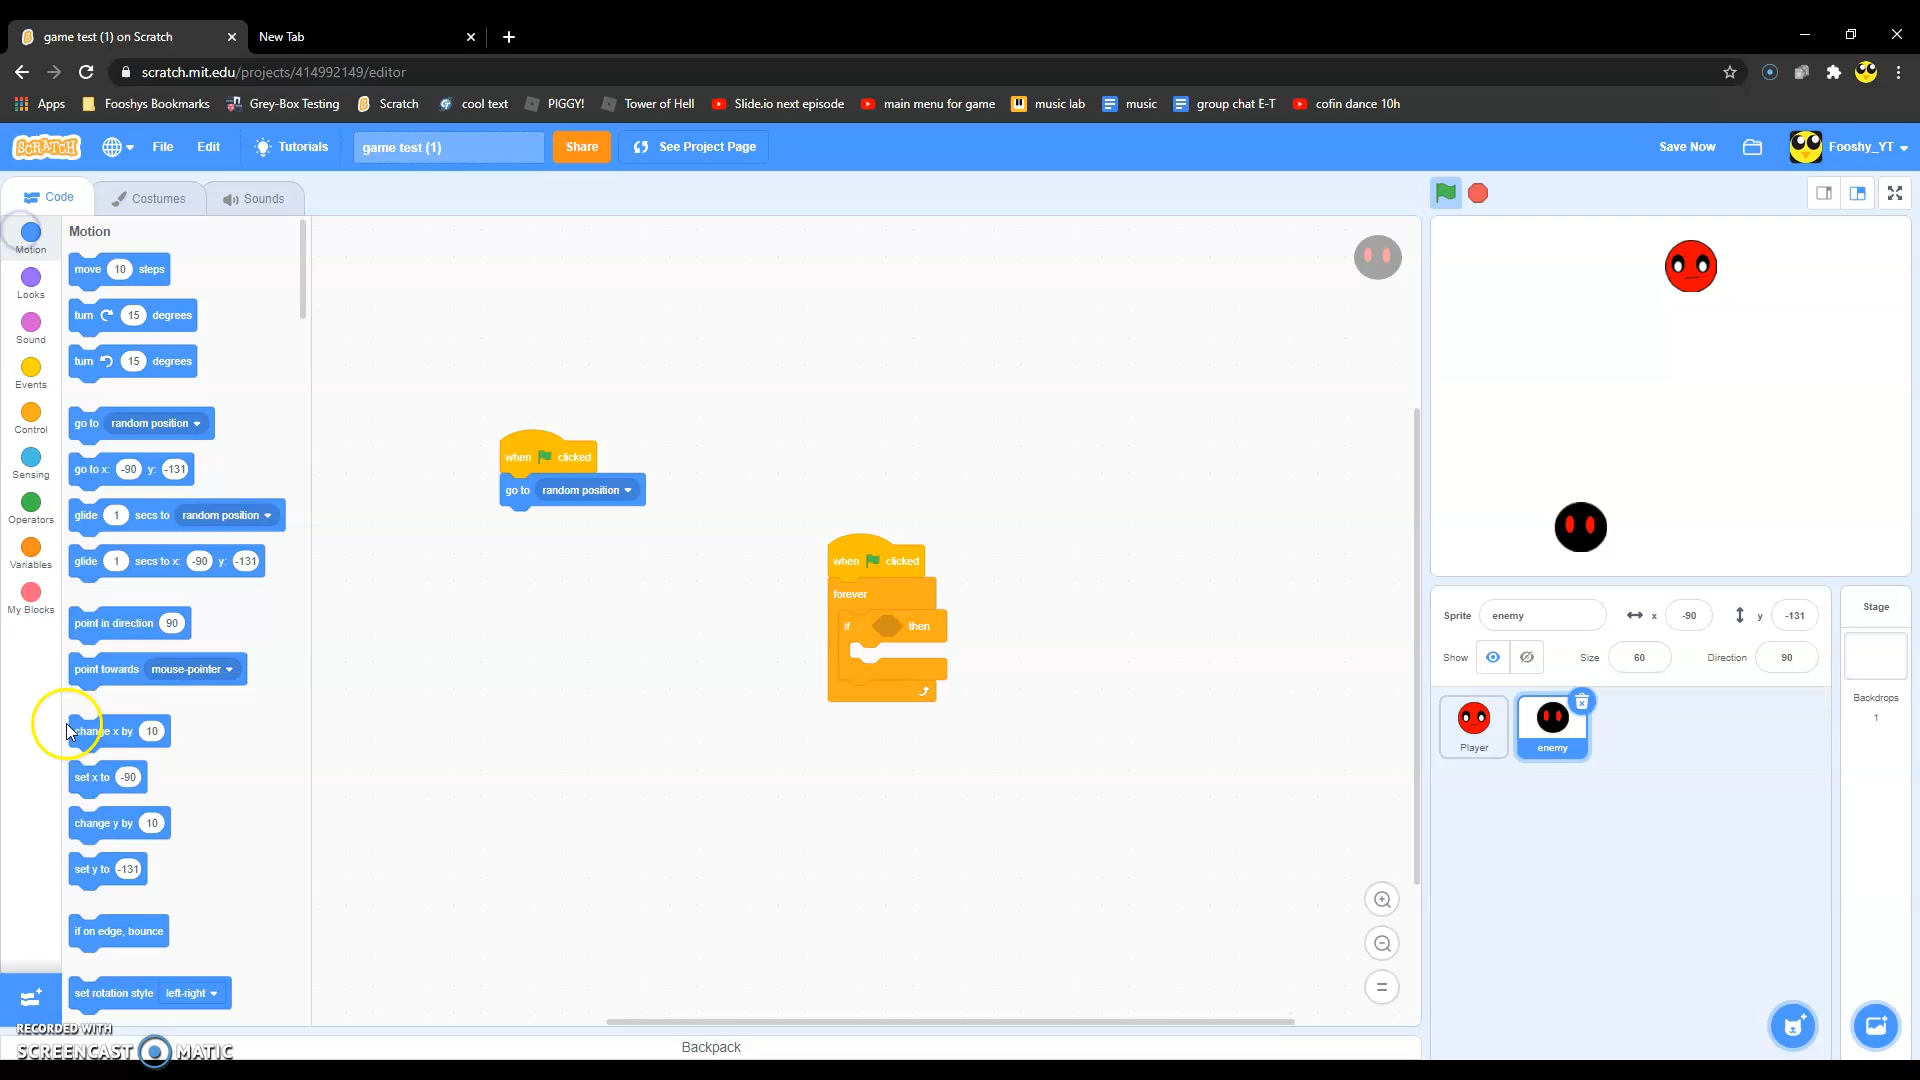 game test (1) on Scratch
New Tab
scratch.mit.edu/projects/414992149/editor
Apps
Fooshys Bookmarks
Grey-Box Testing
Scratch
cool text
PIGGY!
Tower of Hell
Slide.io next episode
main menu for game
music lab
music
group chat E-T
cofin dance 10h
SCRATCH
File
Edit
Tutorials
game test (1)
Share
See Project Page
Save Now
Fooshy_YT
Code
Costumes
Sounds
Motion
Looks
Sound
Events
Control
Sensing
Operators
Variables
My Blocks
Motion
move 10 steps
turn 15 degrees
turn 15 degrees
go to random position
go to x: -90 y: -131
glide 1 secs to random position
glide 1 secs to x: -90 y: -131
point in direction 90
point towards mouse-pointer
change x by 10
set x to -90
change y by 10
set y to -131
if on edge, bounce
set rotation style left-right
when clicked
go to random position
when clicked
forever
if then
Sprite enemy x -90 y -131
Show Size 60 Direction 90
Player
enemy
Stage
Backdrops
1
Backpack
RECORDED WITH
SCREENCAST MATIC